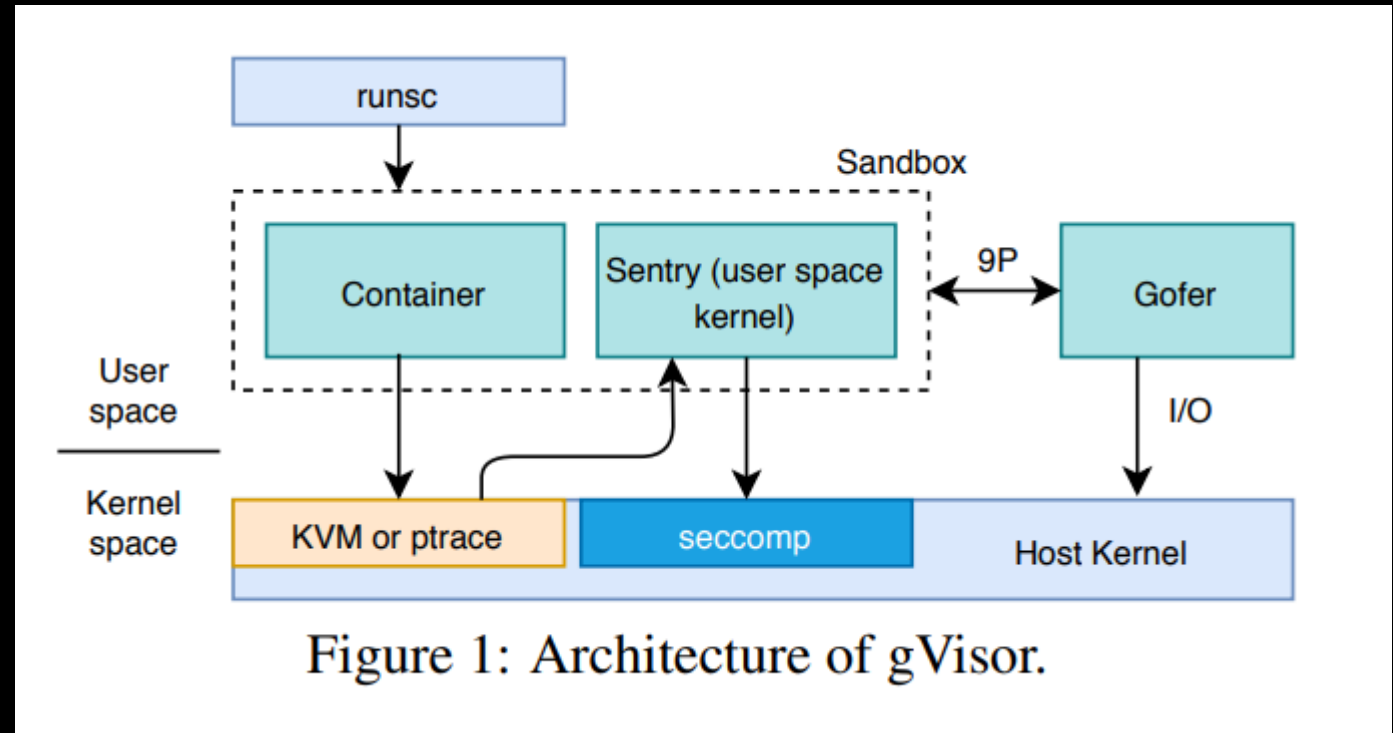 runsc
Sandbox
Container
Sentry (user space
kernel)
9P
Gofer
User
space
I/O
Kernel
space
KVM or ptrace
seccomp
Host Kernel
Figure 1: Architecture of gVisor.